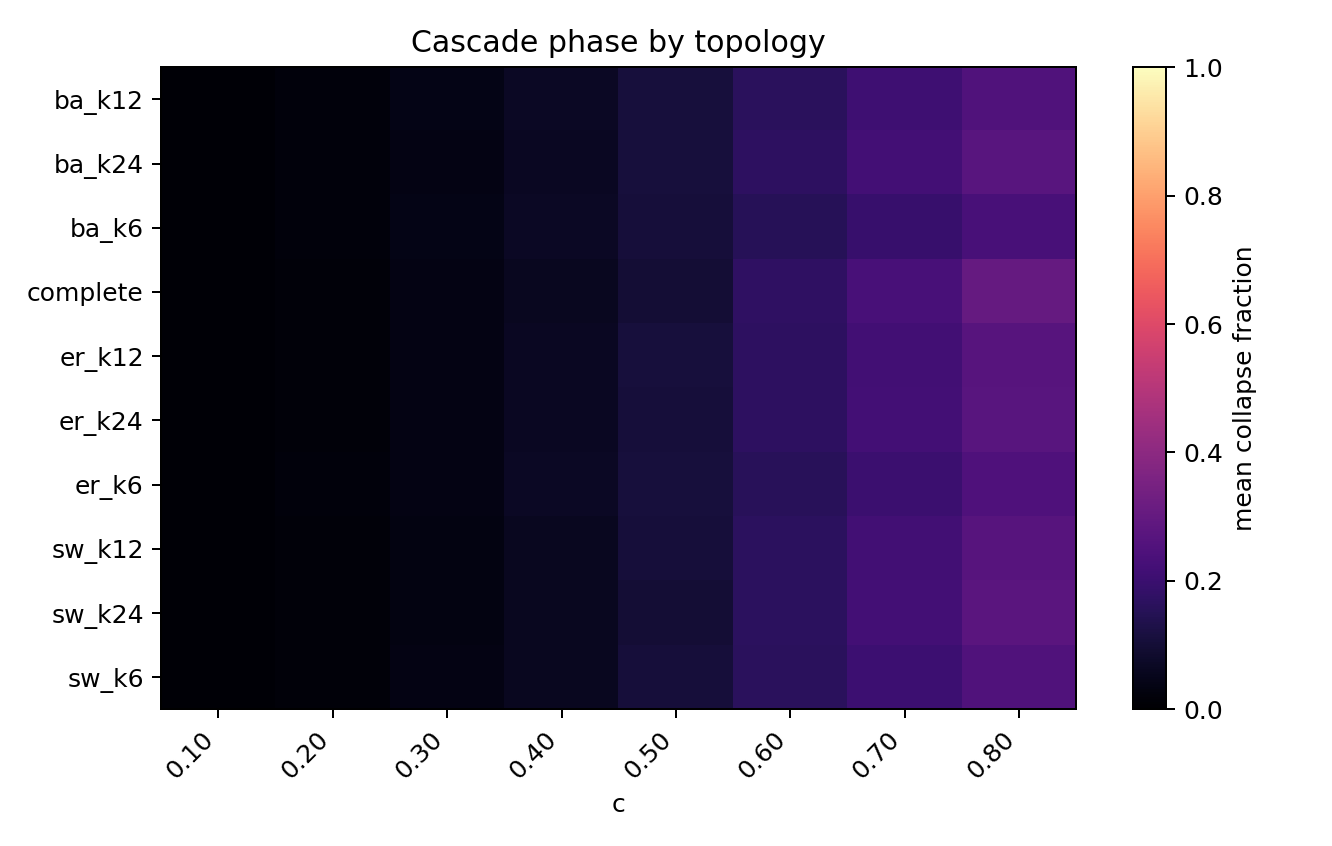 Cascade phase by topology
ba_k12
ba_k24
ba_k6
complete
er_k12
er_k24
er_k6
sw_k12
sw_k24
sw_k6
0.10
0.20
0.30
0.40
0.50
0.60
0.70
0.80
c
1.0
0.8
0.6
0.4
0.2
0.0
mean collapse fraction